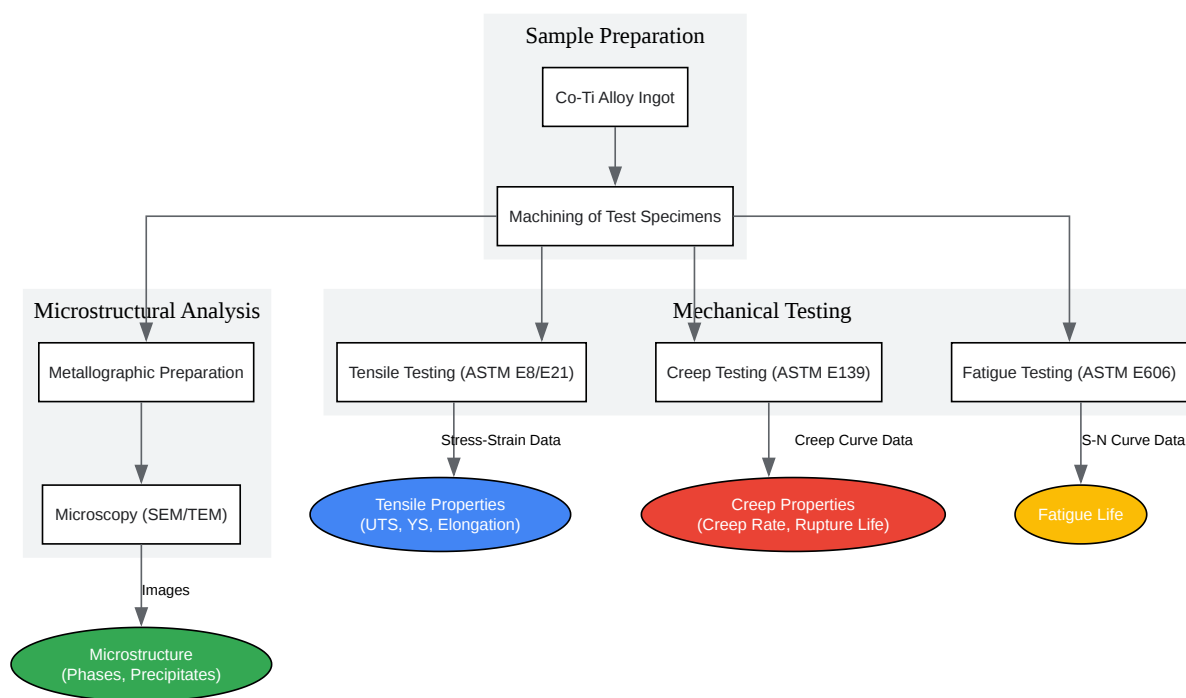 Sample Preparation
Co-Ti Alloy Ingot
Machining of Test Specimens
Microstructural Analysis
Mechanical Testing
Metallographic Preparation
Tensile Testing (ASTM E8/E21)
Creep Testing (ASTM E139)
Fatigue Testing (ASTM E606)
Stress-Strain Data
Creep Curve Data
S-N Curve Data
Microscopy (SEM/TEM)
Tensile Properties
(UTS, YS, Elongation)
Creep Properties
(Creep Rate, Rupture Life)
Fatigue Life
Images
Microstructure
(Phases, Precipitates)